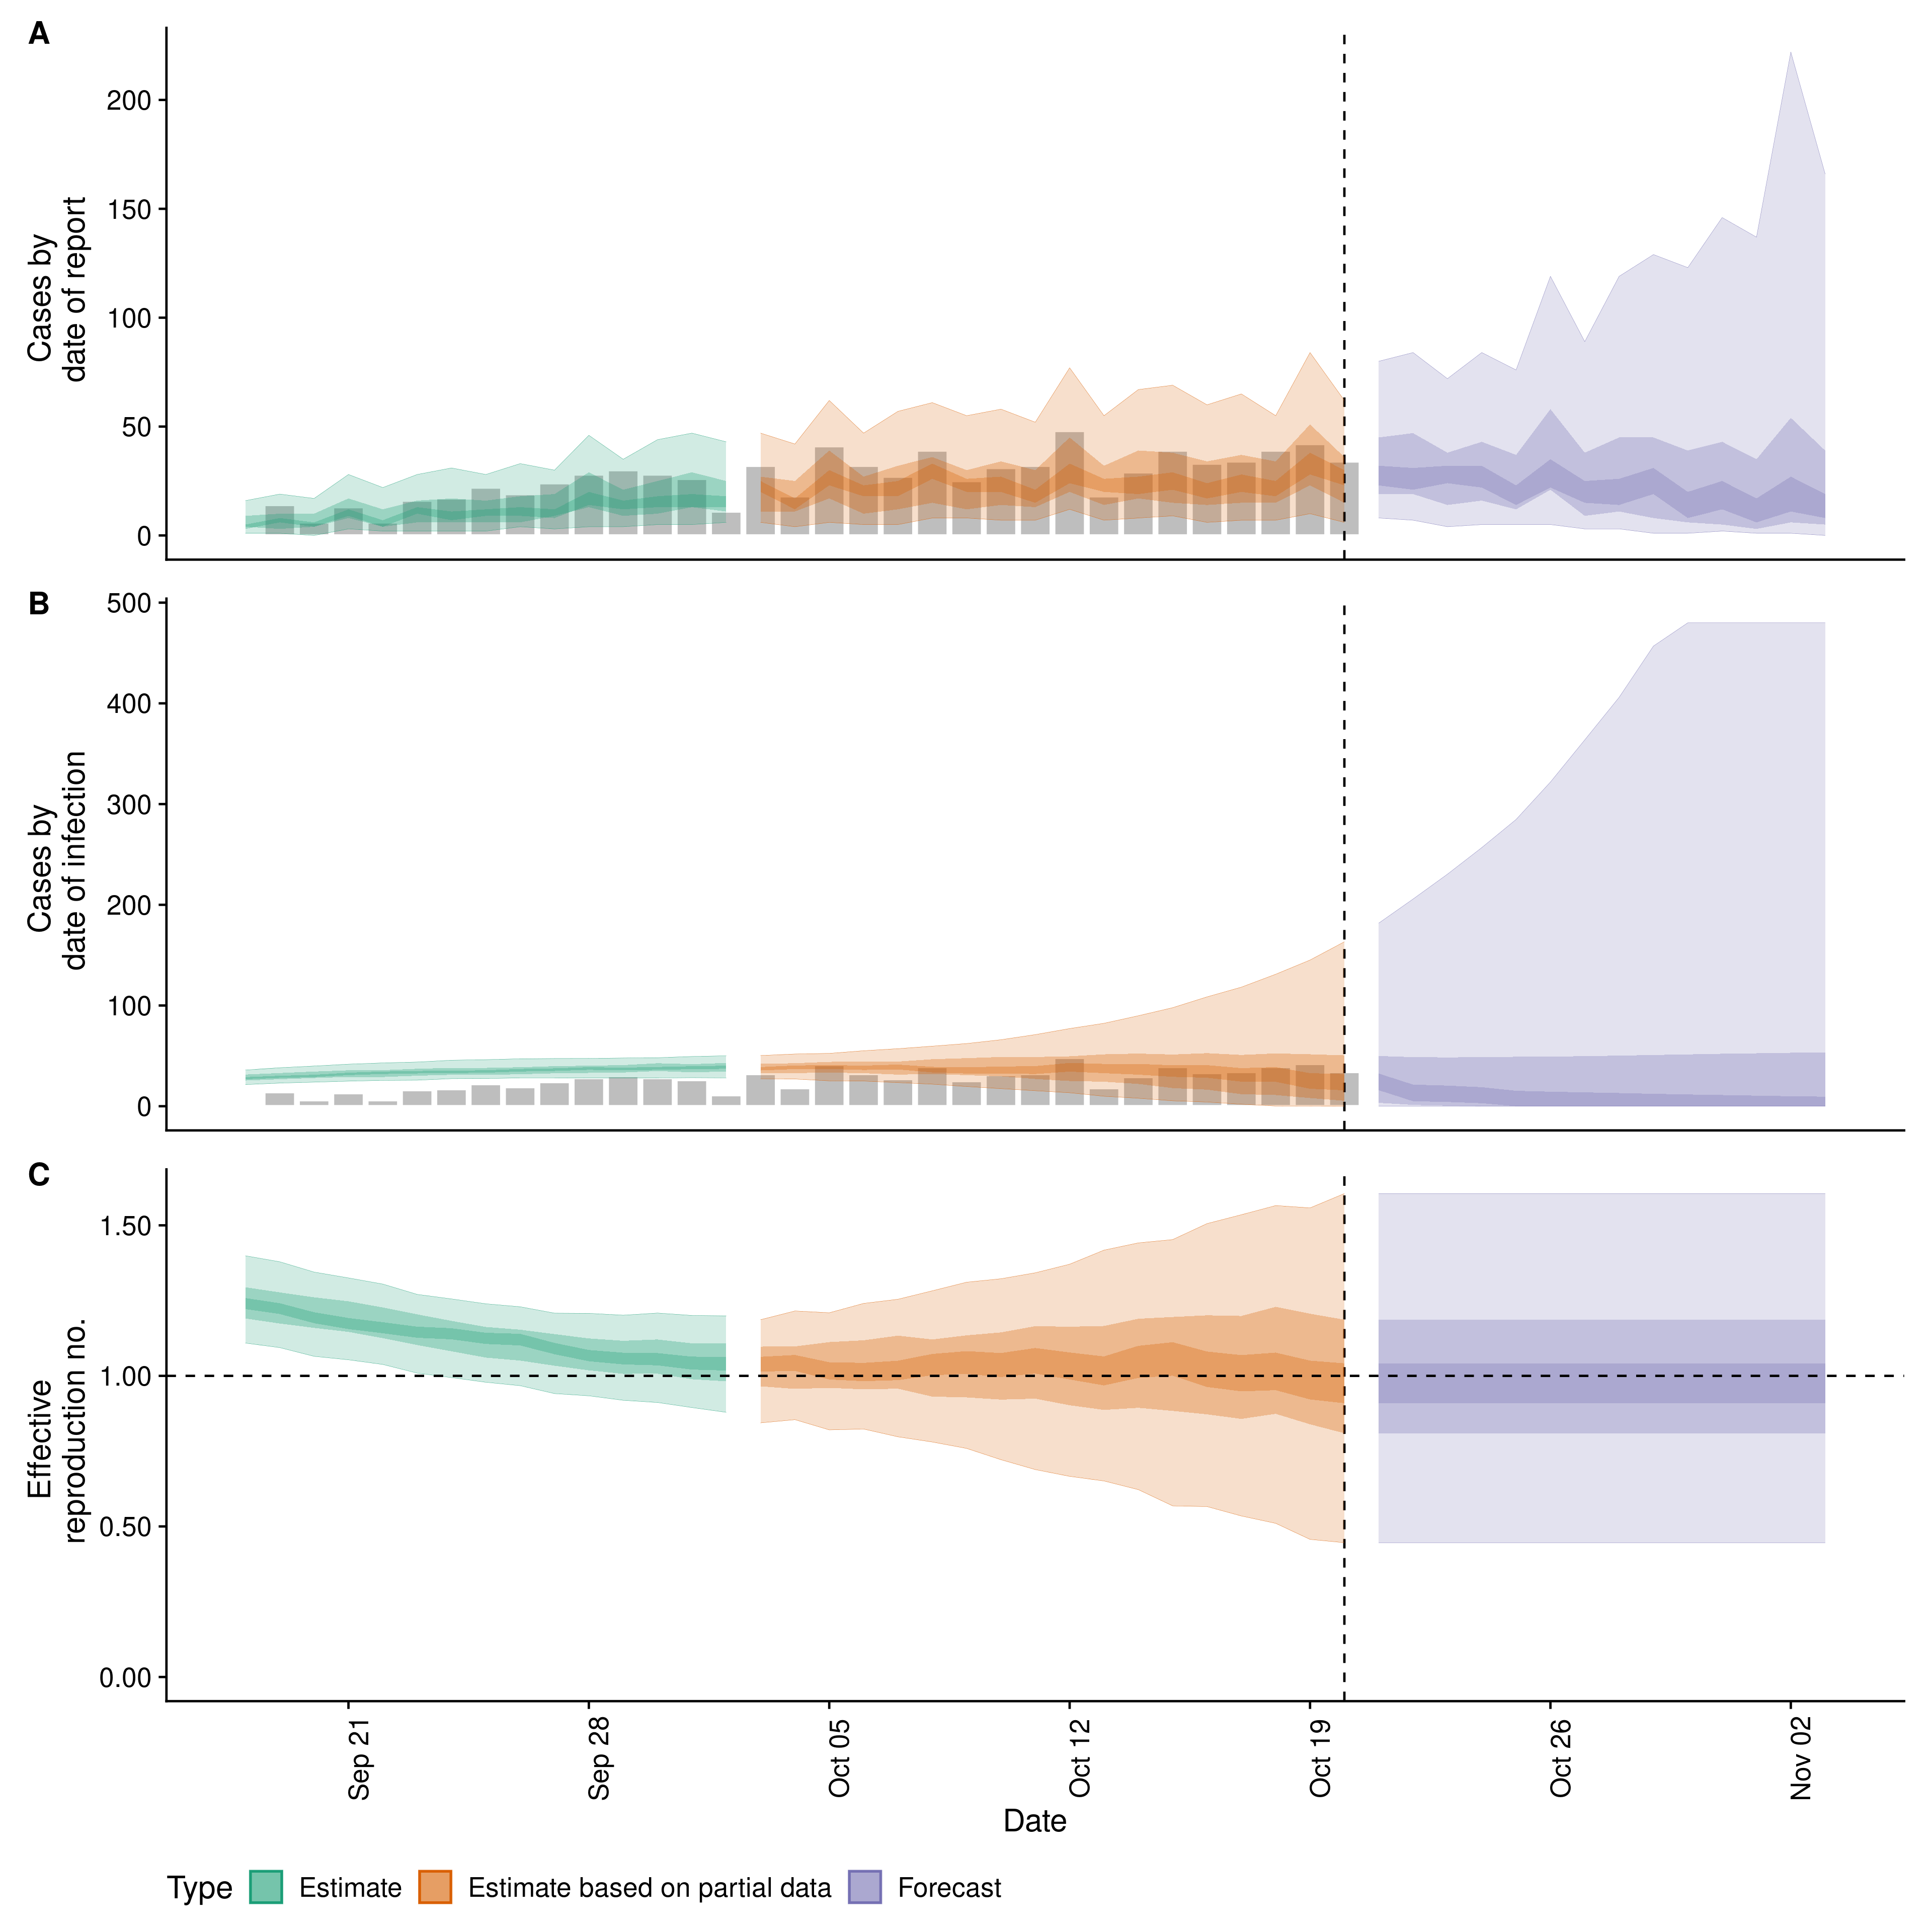 A
Cases by
date of report
200
150
100
50
0
B
Cases by
date of infection
500
400
300
200
100
0
C
Effective
reproduction no.
1.50
1.00
0.50
0.00
Sep 21
Sep 28
Oct 05
Oct 12
Oct 19
Oct 26
Nov 02
Date
Type Estimate Estimate based on partial data Forecast